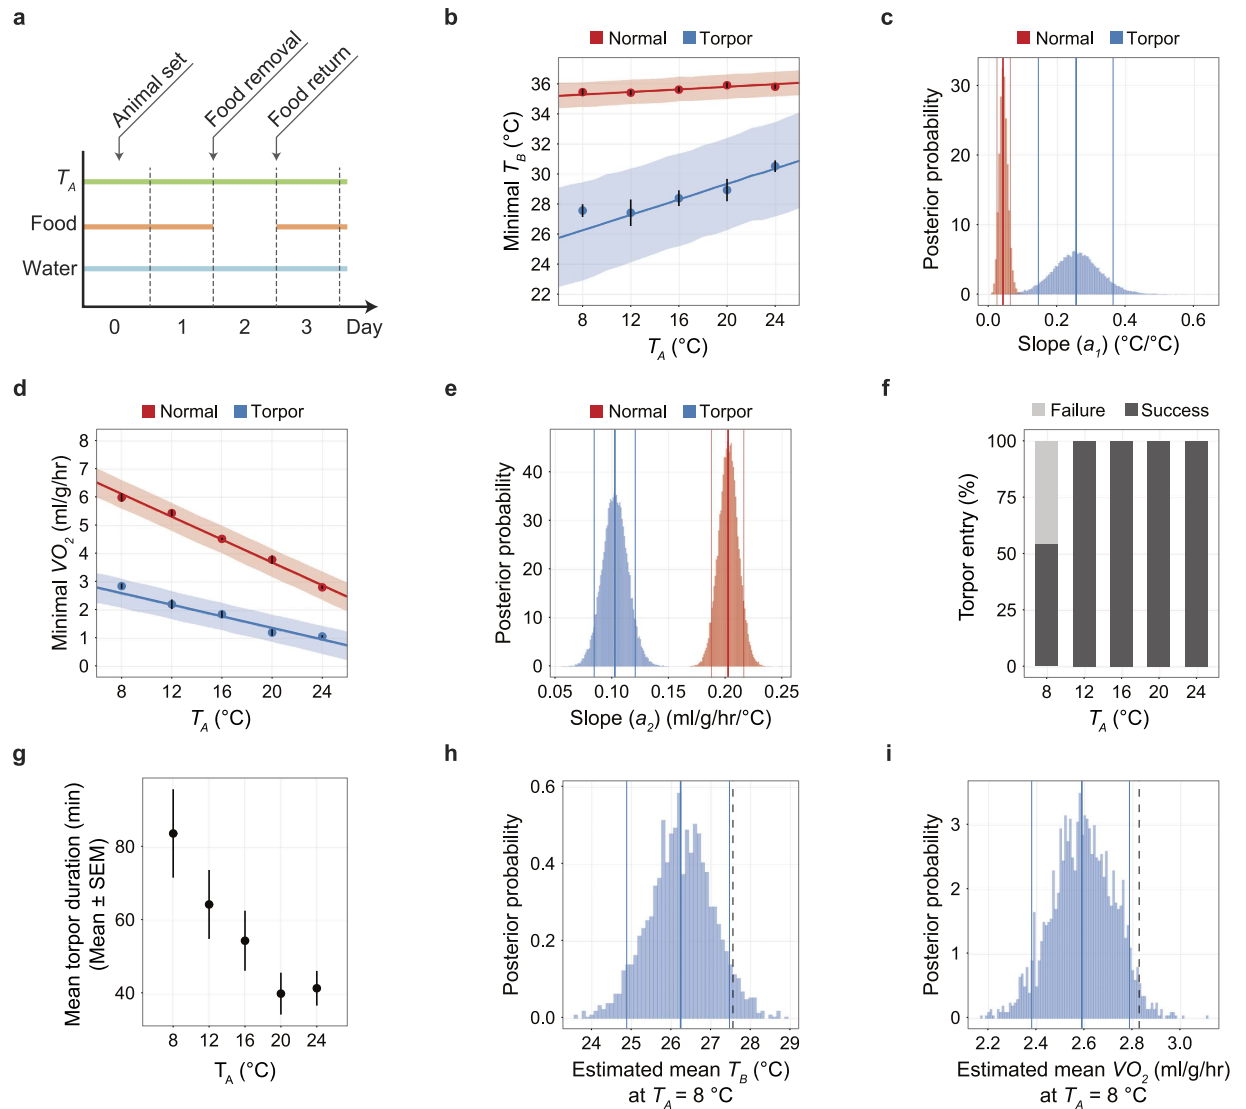 a
Animal set
Food removal
Food return
T_A
Food
Water
0 1 2 3 Day
b
Normal Torpor
Minimal T_B (°C)
36
34
32
30
28
26
24
22
8 12 16 20 24
T_A (°C)
c
Normal Torpor
Posterior probability
30
20
10
0
0.0 0.2 0.4 0.6
Slope (a_1) (°C/°C)
d
Normal Torpor
Minimal VO_2 (ml/g/hr)
8
7
6
5
4
3
2
1
0
8 12 16 20 24
T_A (°C)
e
Normal Torpor
Posterior probability
40
30
20
10
0
0.05 0.10 0.15 0.20 0.25
Slope (a_2) (ml/g/hr/°C)
f
Failure Success
Torpor entry (%)
100
75
50
25
0
8 12 16 20 24
T_A (°C)
g
Mean torpor duration (min)
(Mean ± SEM)
80
60
40
8 12 16 20 24
T_A (°C)
h
Posterior probability
0.6
0.4
0.2
0.0
24 25 26 27 28 29
Estimated mean T_B (°C)
at T_A = 8 °C
i
Posterior probability
3
2
1
0
2.2 2.4 2.6 2.8 3.0
Estimated mean VO_2 (ml/g/hr)
at T_A = 8 °C